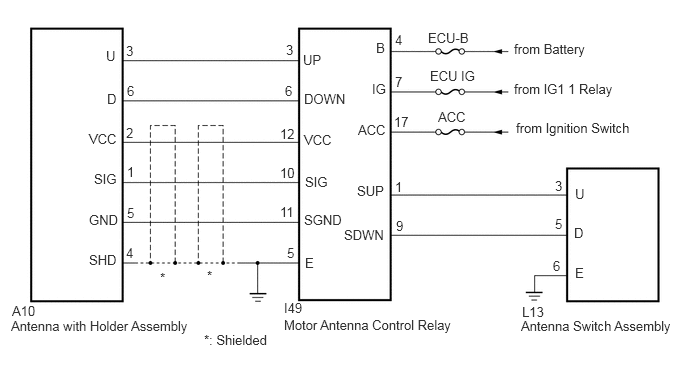 U 3 3 UP
D 6 6 DOWN
VCC 2 12 VCC
SIG 1 10 SIG
GND 5 11 SGND
SHD 4 5 E
* *
B 4 ECU-B from Battery
IG 7 ECU IG from IG1 1 Relay
ACC 17 ACC from Ignition Switch
SUP 1 3 U
SDWN 9 5 D
6 E
A10
Antenna with Holder Assembly
*: Shielded
I49
Motor Antenna Control Relay
L13
Antenna Switch Assembly